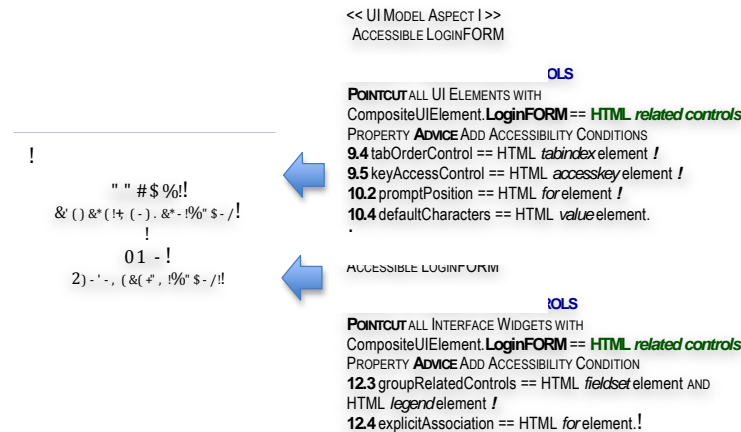 << UI MODEL ASPECT I >>
ACCESSIBLE LOGINFORM
OLS
POINTCUT ALL UI ELEMENTS WITH
CompositeUIElement.LoginFORM == HTML related controls
PROPERTY ADVICE ADD ACCESSIBILITY CONDITIONS
9.4 tabOrderControl == HTML tabindex element !
9.5 keyAccessControl == HTML accesskey element !
10.2 promptPosition == HTML for element !
10.4 defaultCharacters == HTML value element.
ACCESSIBLE LOGINFORM
ROLS
POINTCUT ALL INTERFACE WIDGETS WITH
CompositeUIElement.LoginFORM == HTML related controls
PROPERTY ADVICE ADD ACCESSIBILITY CONDITION
12.3 groupRelatedControls == HTML fieldset element AND
HTML legend element !
12.4 explicitAssociation == HTML for element.!
!
" " # $ %!!
!
01 - !